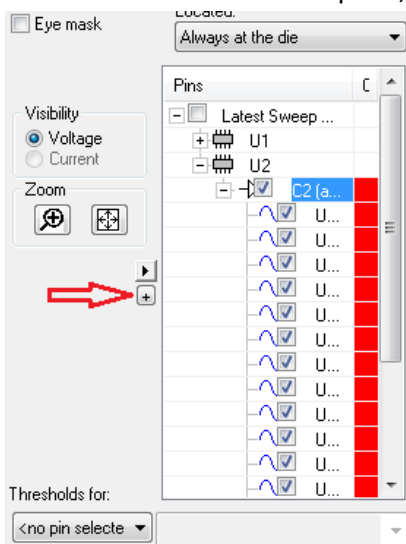 Eye mask
Located:
Always at the die
Pins
C
Latest Sweep ...
Visibility
U1
Voltage
U2
Current
C2 (a...
Zoom
U...
U...
U...
U...
U...
U...
U...
U...
U...
U...
U...
U...
Thresholds for:
<no pin selecte